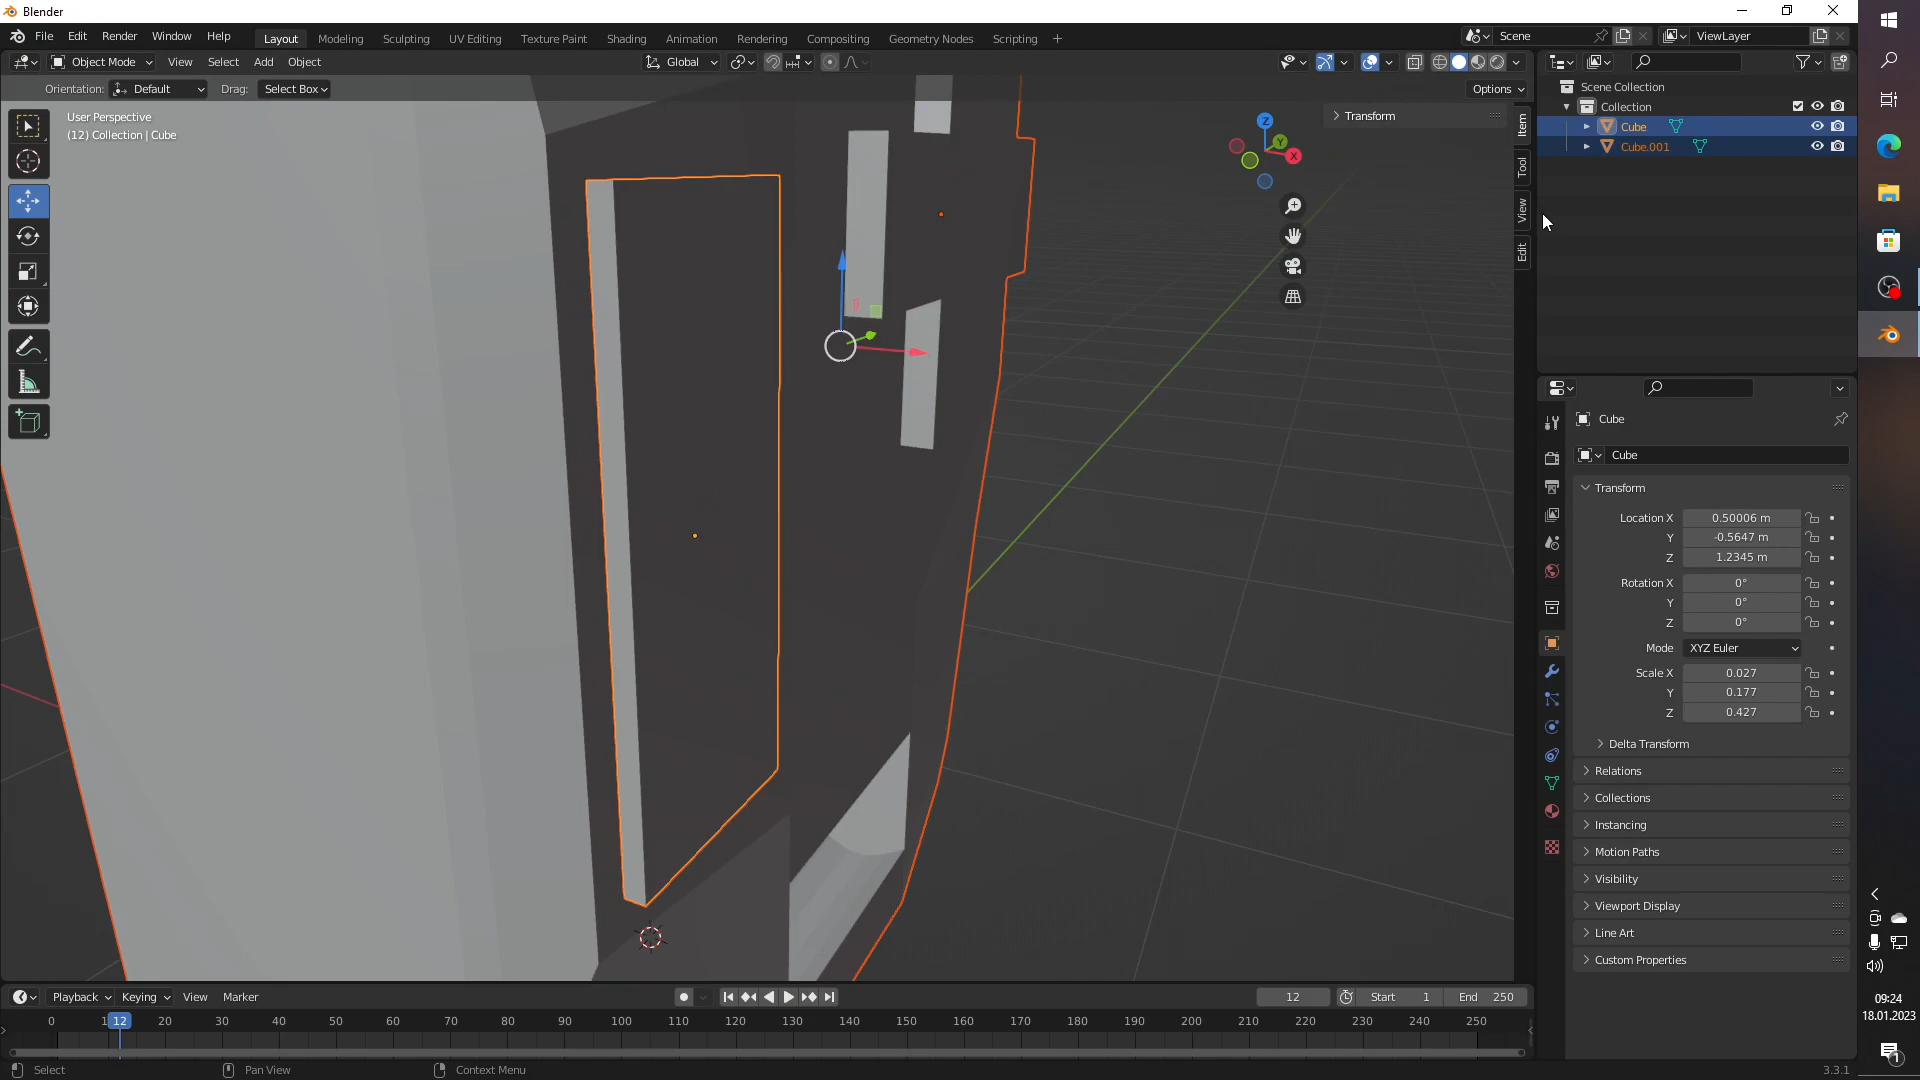 Blender
File Edit Render Window Help
Layout Modeling Sculpting UV Editing Texture Paint Shading Animation Rendering Compositing Geometry Nodes Scripting +
Scene
ViewLayer
Object Mode View Select Add Object
Global
Orientation: Default Drag: Select Box
Options
User Perspective
(12) Collection | Cube
Transform
Item
Tool
View
Edit
Z
Y
X
Scene Collection
Collection
Cube
Cube.001
Cube
Cube
Transform
Location X 0.50006 m
Y -0.5647 m
Z 1.2345 m
Rotation X 0°
Y 0°
Z 0°
Mode XYZ Euler
Scale X 0.027
Y 0.177
Z 0.427
Delta Transform
Relations
Collections
Instancing
Motion Paths
Visibility
Viewport Display
Line Art
Custom Properties
Playback Keying View Marker
12 Start 1 End 250
0 1 12 20 30 40 50 60 70 80 90 100 110 120 130 140 150 160 170 180 190 200 210 220 230 240 250
Select Pan View Context Menu
3.3.1
09:24
18.01.2023
1